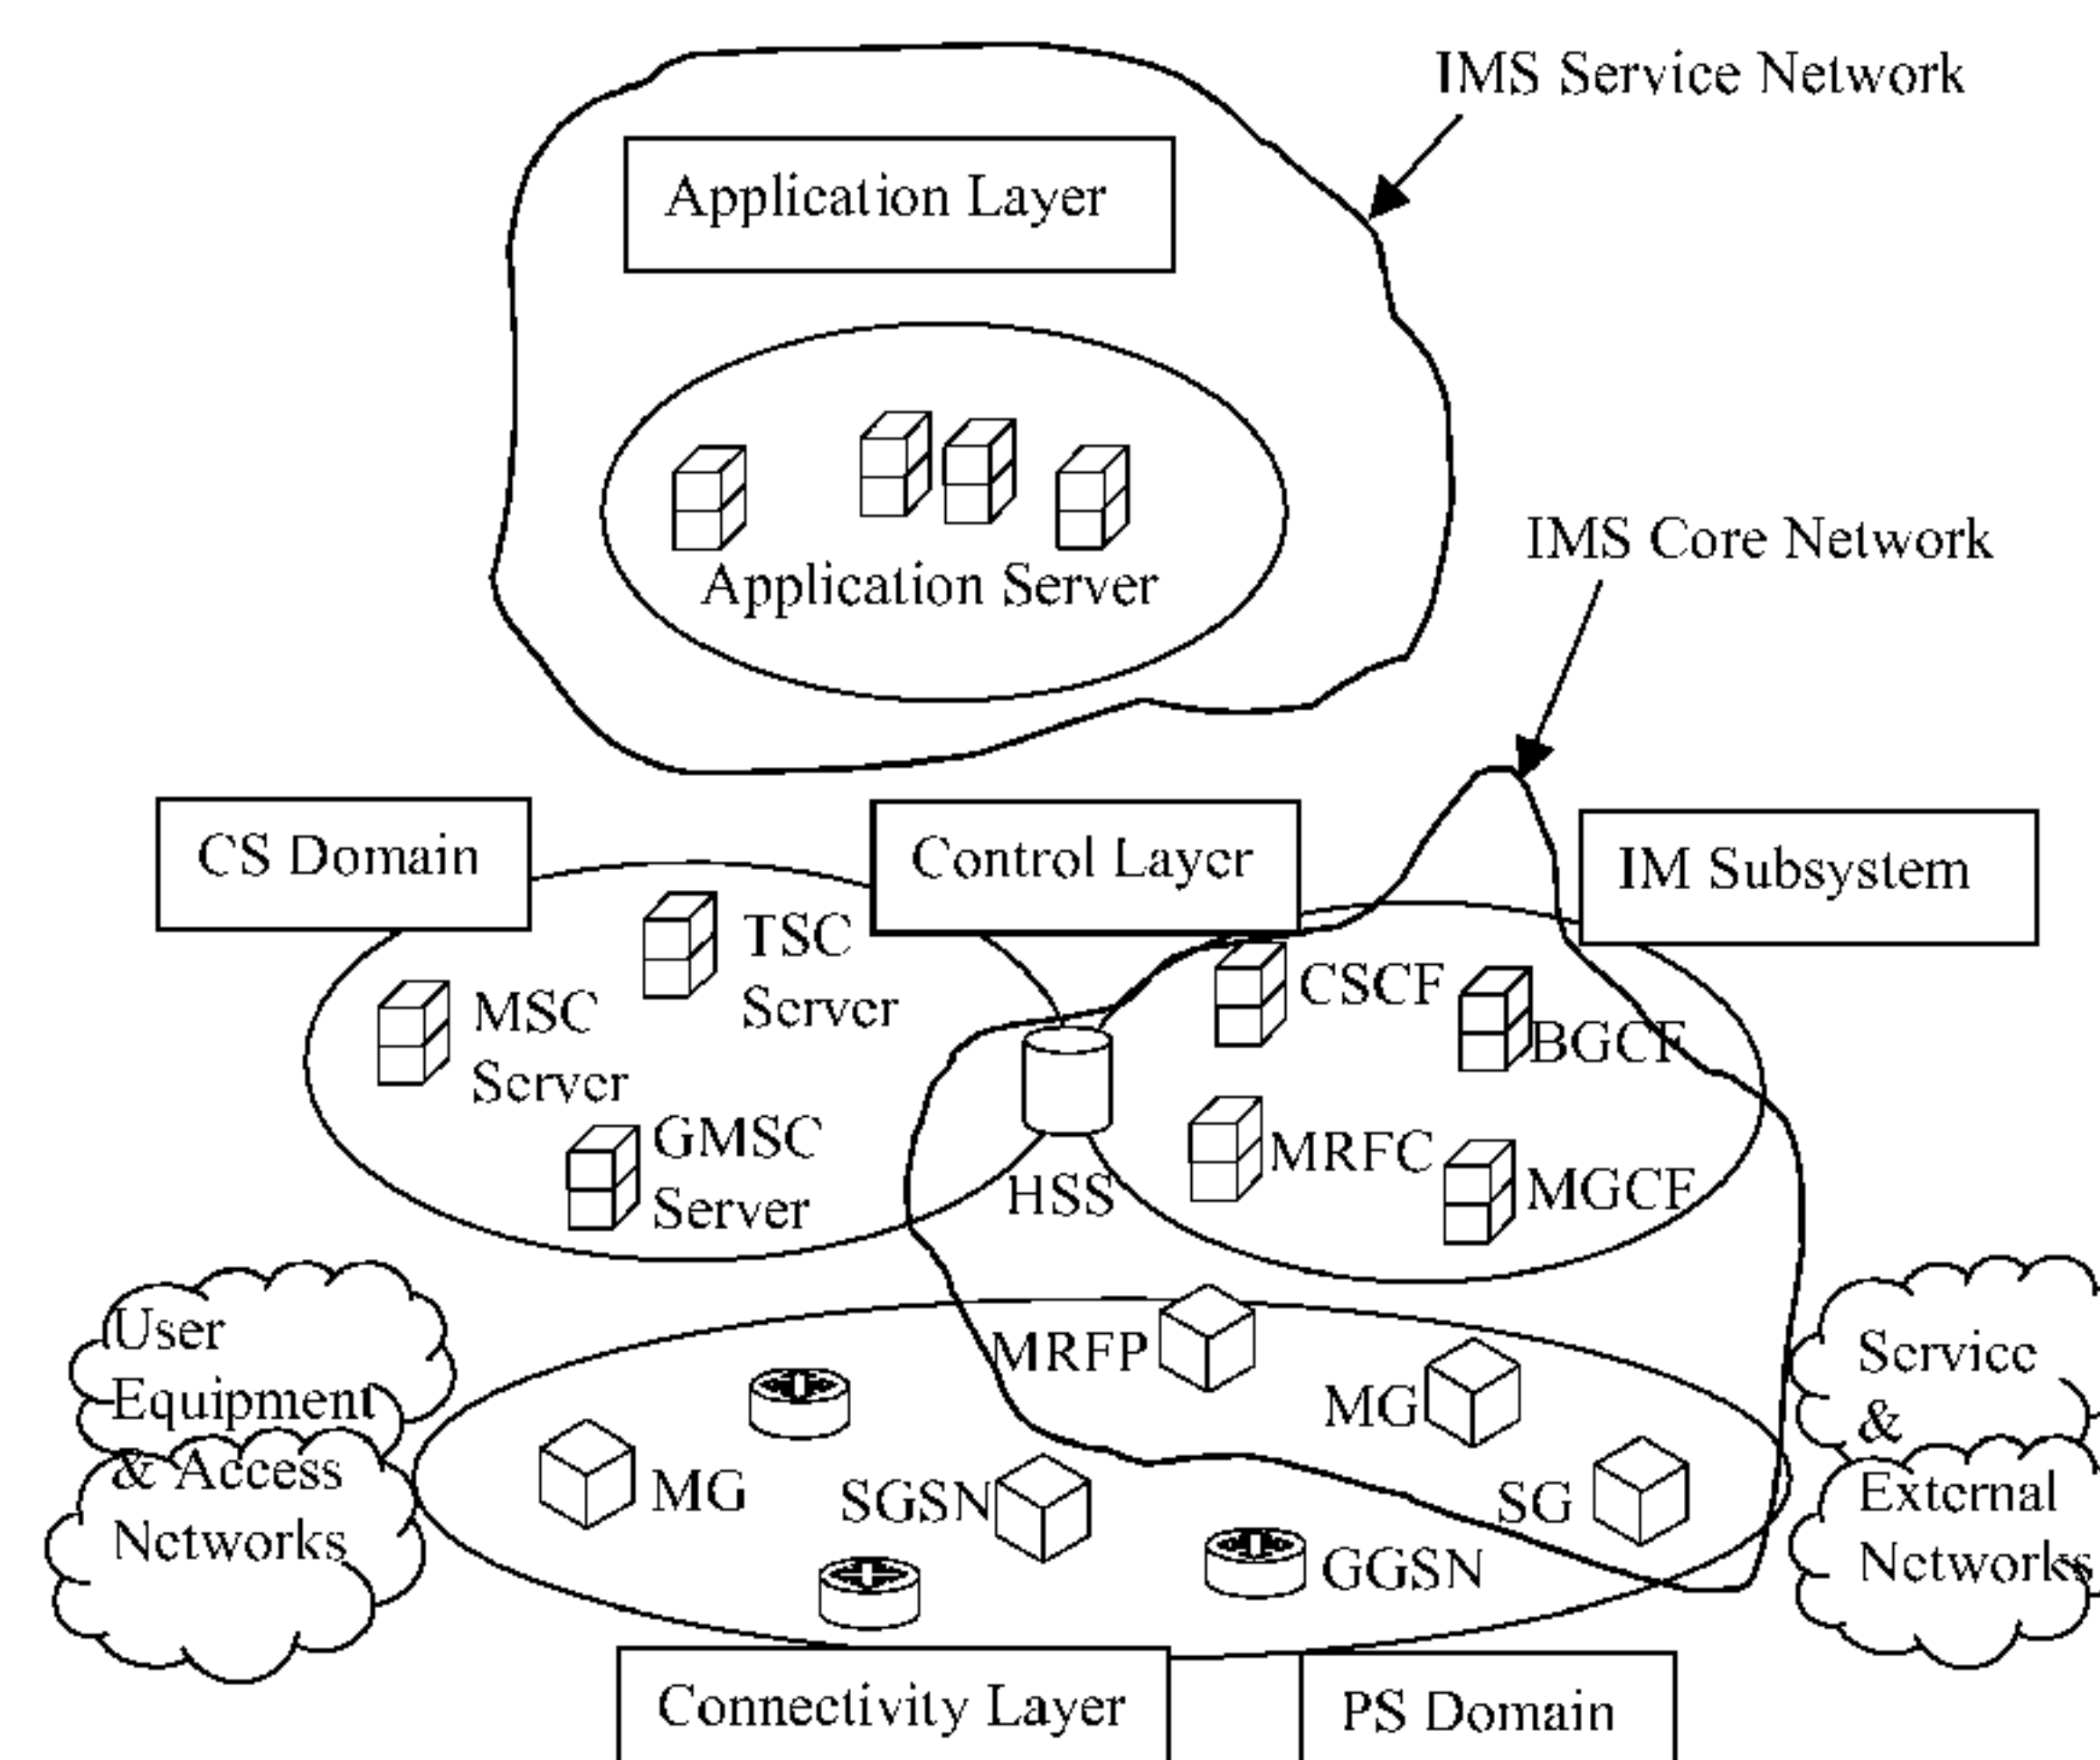 IMS Service Network
Application Layer
Application Server
IMS Core Network
CS Domain
Control Layer
IM Subsystem
TSC
Server
MSC
Server
GMSC
Server
HSS
CSCF
BGCF
MRFC
MGCF
User
Equipment
& Access
Networks
MRFP
MG
SG
MG
SGSN
GGSN
Service
&
External
Networks
Connectivity Layer
PS Domain